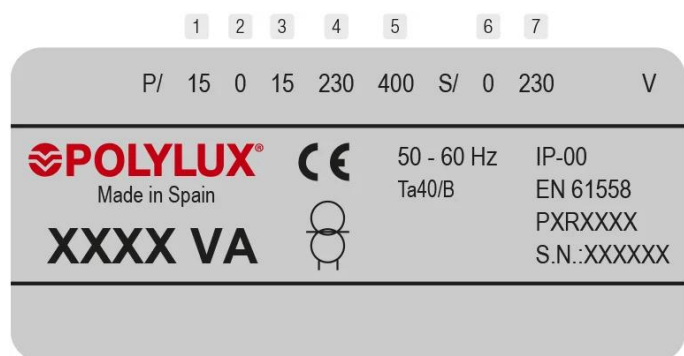 1 2 3 4 5 6 7
P/ 15 0 15 230 400 S/ 0 230 V
POLYLUX® CE 50 - 60 Hz IP-00
Made in Spain Ta40/B EN 61558
XXXX VA PXRXXXX
S.N.:XXXXXX